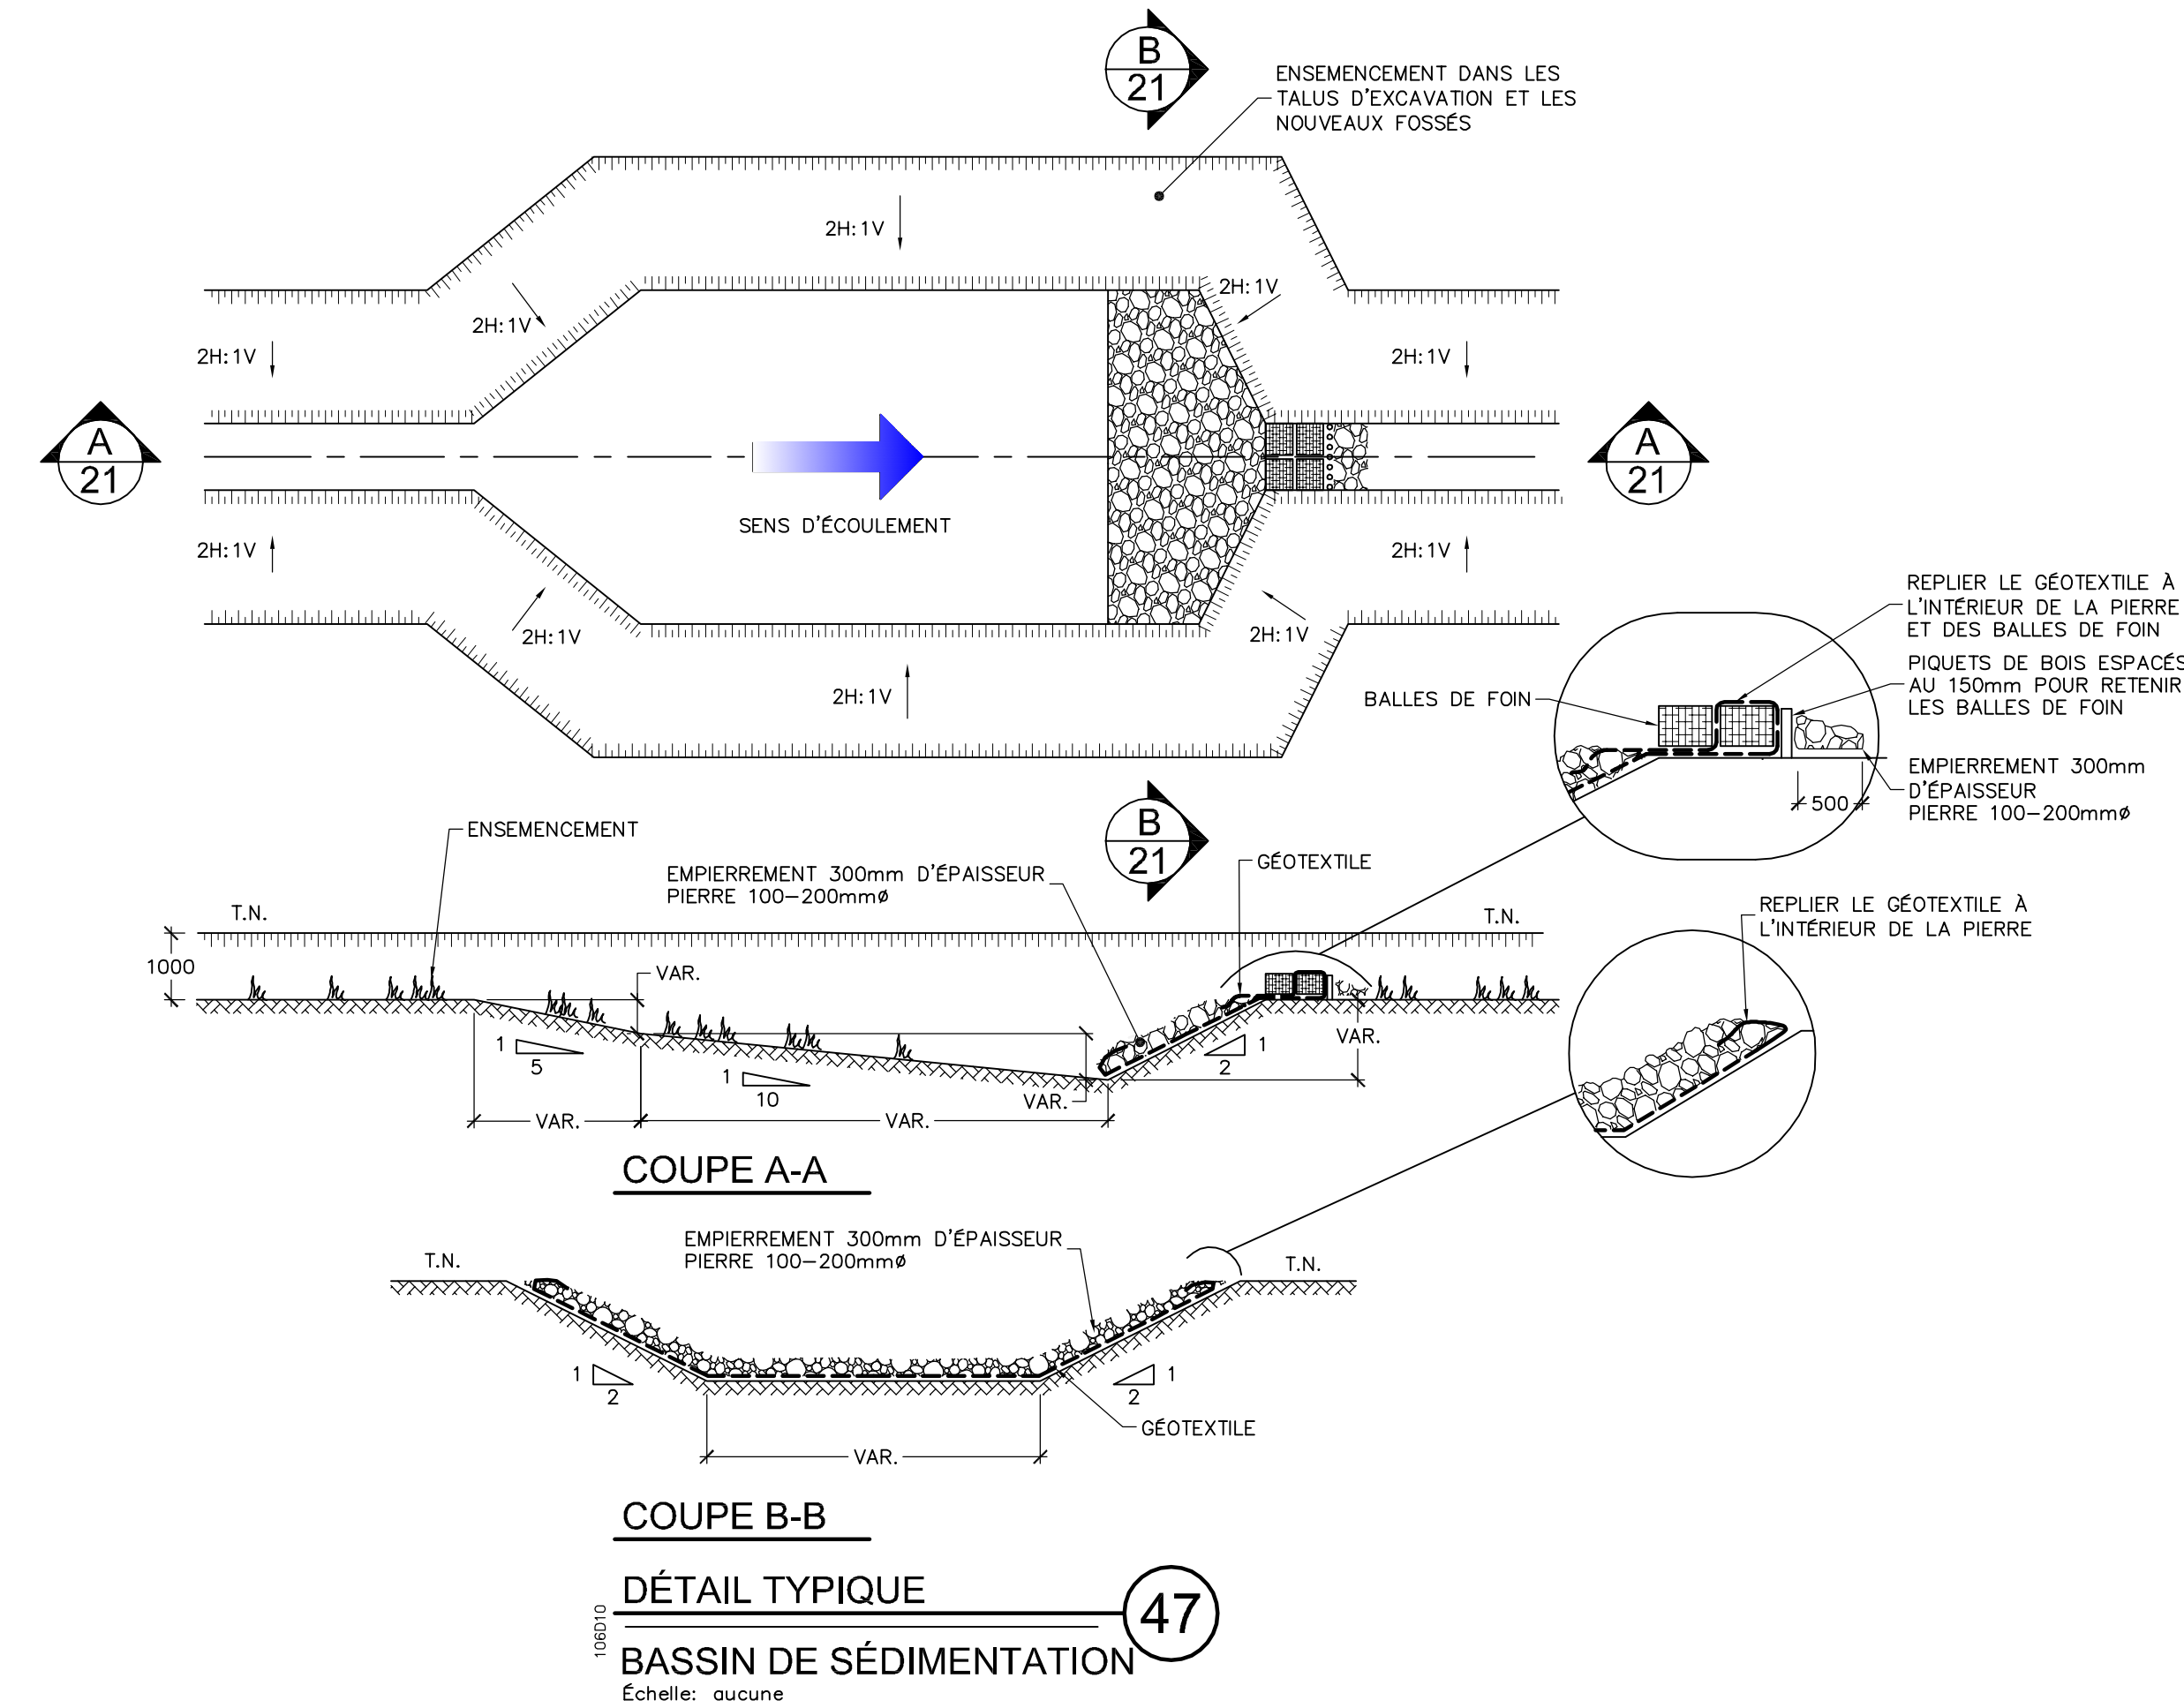 B
21
ENSEMENCEMENT DANS LES
TALUS D'EXCAVATION ET LES
NOUVEAUX FOSSÉS
2H:1V
2H:1V
2H:1V
2H:1V
2H:1V
A
21
A
21
SENS D'ÉCOULEMENT
2H:1V
2H:1V
2H:1V
2H:1V
2H:1V
REPLIER LE GÉOTEXTILE À
L'INTÉRIEUR DE LA PIERRE
ET DES BALLES DE FOIN
PIQUETS DE BOIS ESPACÉS
AU 150mm POUR RETENIR
LES BALLES DE FOIN
BALLES DE FOIN
EMPIERREMENT 300mm
D'ÉPAISSEUR
PIERRE 100-200mmø
500
B
21
ENSEMENCEMENT
EMPIERREMENT 300mm D'ÉPAISSEUR
PIERRE 100-200mmø
GÉOTEXTILE
REPLIER LE GÉOTEXTILE À
L'INTÉRIEUR DE LA PIERRE
T.N.
T.N.
1000
VAR.
VAR.
1
5
1
10
1
2
VAR.
VAR.
VAR.
COUPE A-A
EMPIERREMENT 300mm D'ÉPAISSEUR
PIERRE 100-200mmø
T.N.
T.N.
1
2
1
2
GÉOTEXTILE
VAR.
COUPE B-B
DÉTAIL TYPIQUE
47
106D10
BASSIN DE SÉDIMENTATION
Échelle: aucune